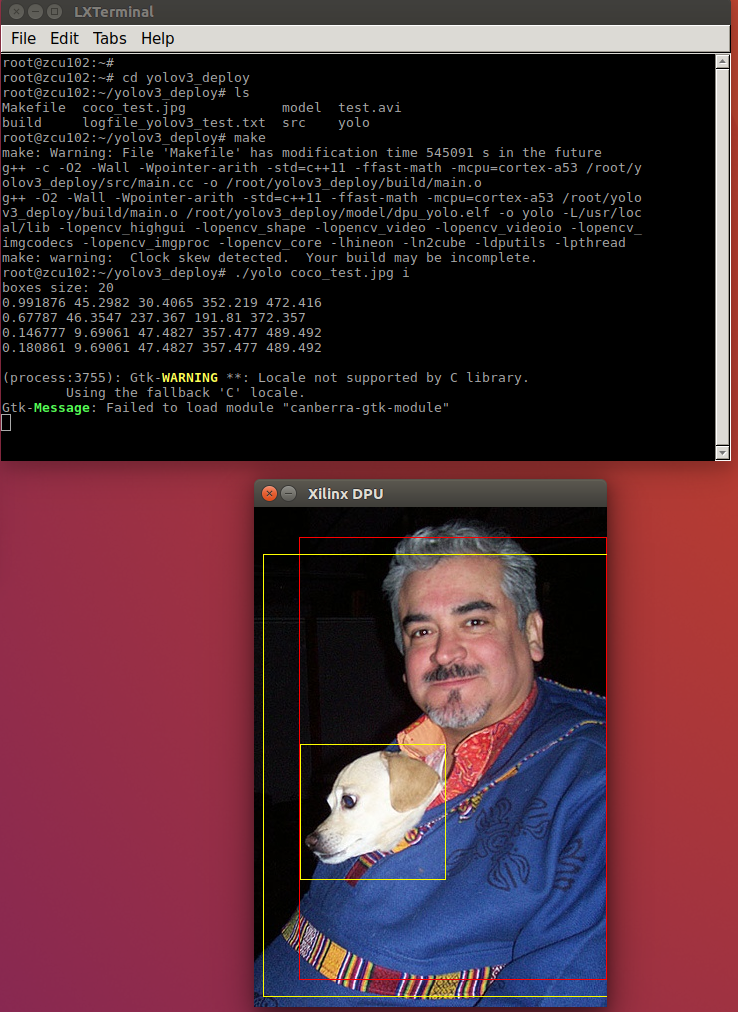 LXTerminal
File Edit Tabs Help
root@zcu102:~#
root@zcu102:~# cd yolov3_deploy
root@zcu102:~/yolov3_deploy# ls
Makefile  coco_test.jpg            model  test.avi
build     logfile_yolov3_test.txt  src    yolo
root@zcu102:~/yolov3_deploy# make
make: Warning: File 'Makefile' has modification time 545091 s in the future
g++ -c -O2 -Wall -Wpointer-arith -std=c++11 -ffast-math -mcpu=cortex-a53 /root/y
olov3_deploy/src/main.cc -o /root/yolov3_deploy/build/main.o
g++ -O2 -Wall -Wpointer-arith -std=c++11 -ffast-math -mcpu=cortex-a53 /root/yolo
v3_deploy/build/main.o /root/yolov3_deploy/model/dpu_yolo.elf -o yolo -L/usr/loc
al/lib -lopencv_highgui -lopencv_shape -lopencv_video -lopencv_videoio -lopencv_
imgcodecs -lopencv_imgproc -lopencv_core -lhineon -ln2cube -ldputils -lpthread
make: warning:  Clock skew detected.  Your build may be incomplete.
root@zcu102:~/yolov3_deploy# ./yolo coco_test.jpg i
boxes size: 20
0.991876 45.2982 30.4065 352.219 472.416
0.67787 46.3547 237.367 191.81 372.357
0.146777 9.69061 47.4827 357.477 489.492
0.180861 9.69061 47.4827 357.477 489.492
(process:3755): Gtk-WARNING **: Locale not supported by C library.
        Using the fallback 'C' locale.
Gtk-Message: Failed to load module "canberra-gtk-module"
Xilinx DPU